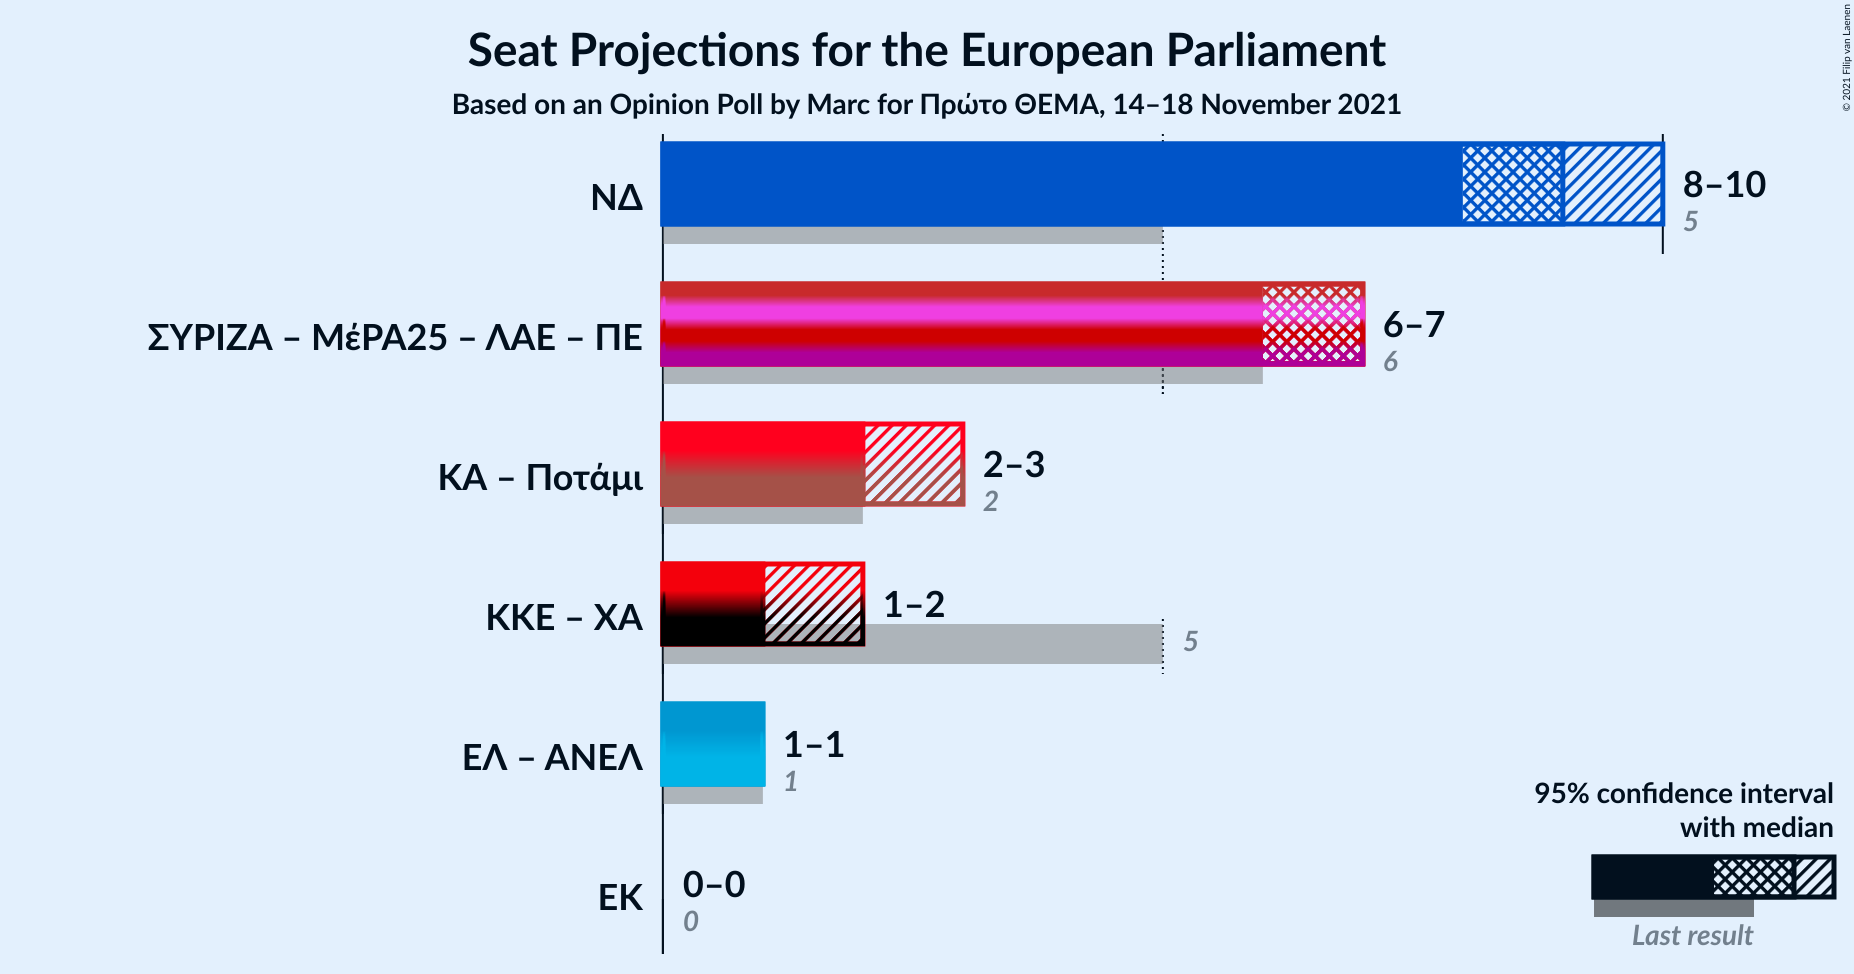 Seat Projections for the European Parliament
Based on an Opinion Poll by Marc for Πρώτο ΘΕΜΑ, 14–18 November 2021
© 2021 Filip van Laenen
ΝΔ
8–10
5
ΣΥΡΙΖΑ – ΜέΡΑ25 – ΛΑΕ – ΠΕ
6–7
6
ΚΑ – Ποτάμι
2–3
2
ΚΚΕ – ΧΑ
1–2
5
ΕΛ – ΑΝΕΛ
1–1
1
ΕΚ
0–0
0
95% confidence interval
with median
Last result